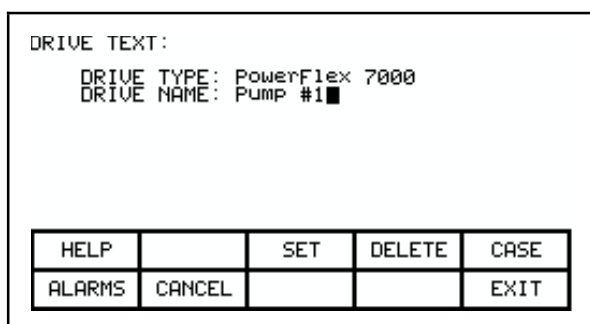 DRIVE TEXT:
DRIVE TYPE: PowerFlex 7000
DRIVE NAME: Pump #1
HELP SET DELETE CASE
ALARMS CANCEL EXIT